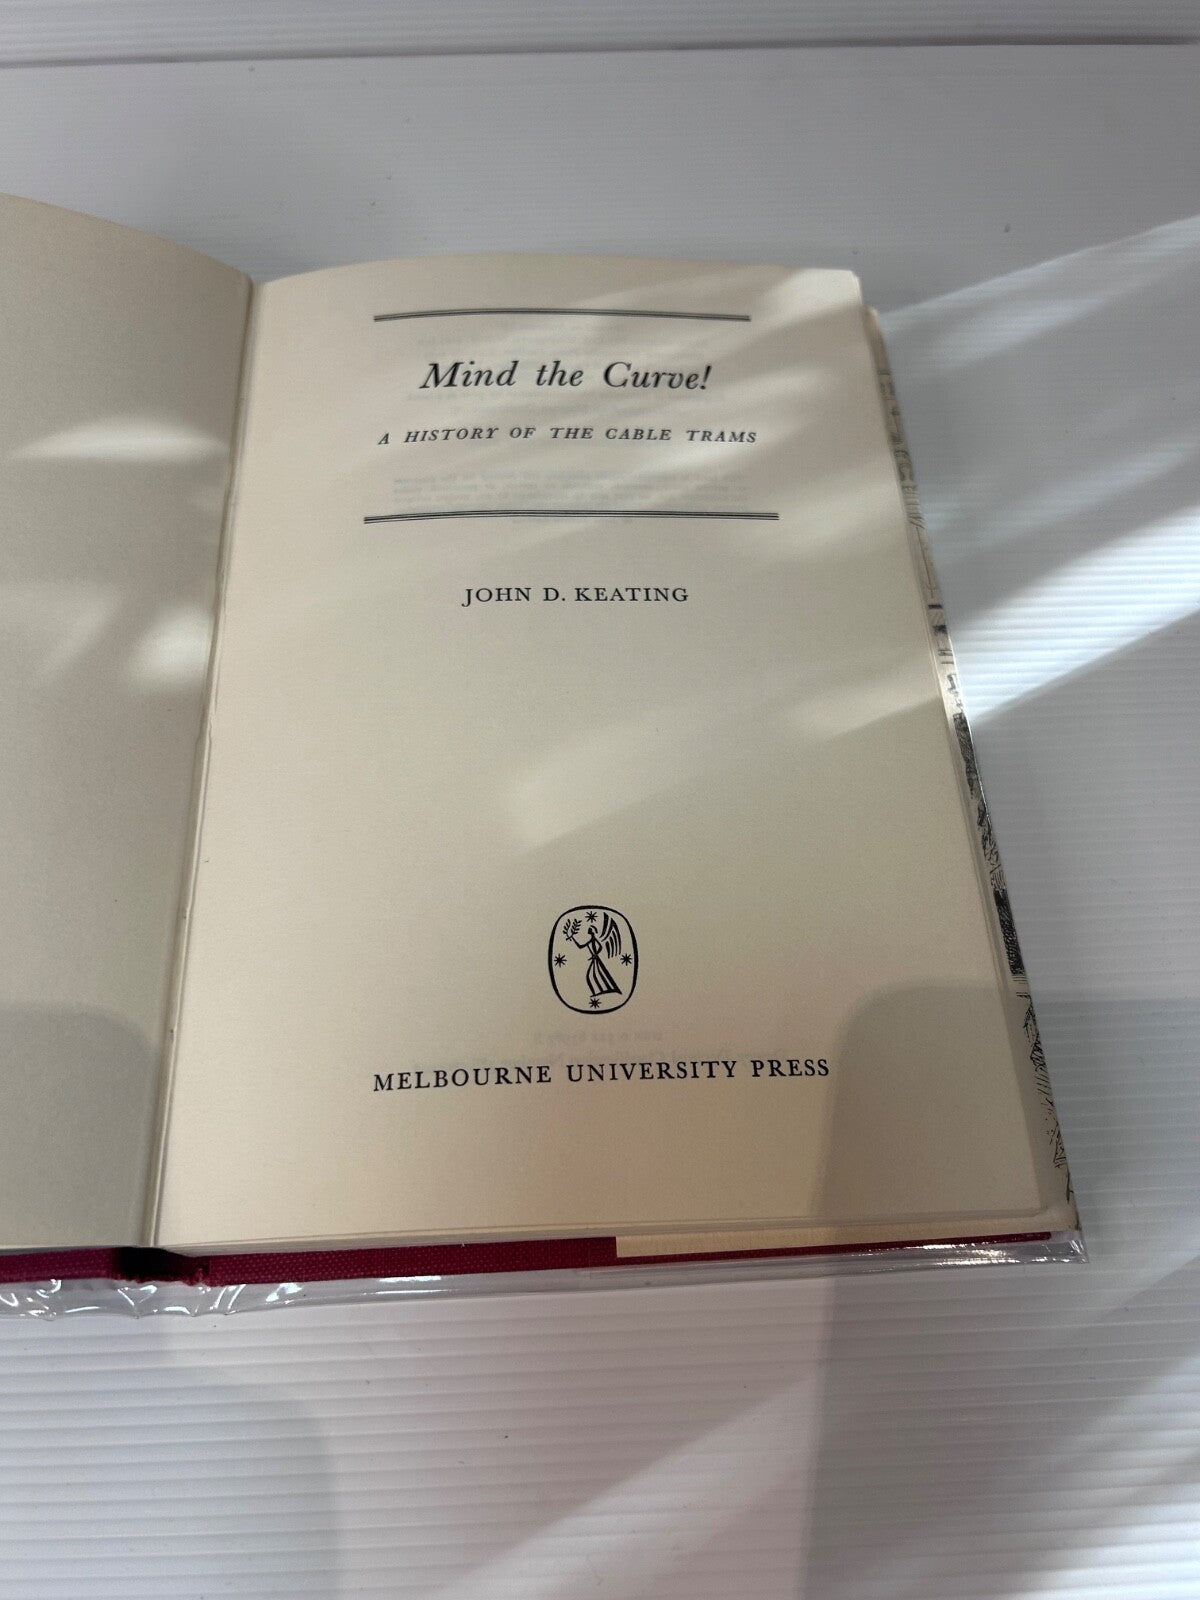 Mind the Curve!
A HISTORY OF THE CABLE TRAMS
JOHN D. KEATING
MELBOURNE UNIVERSITY PRESS